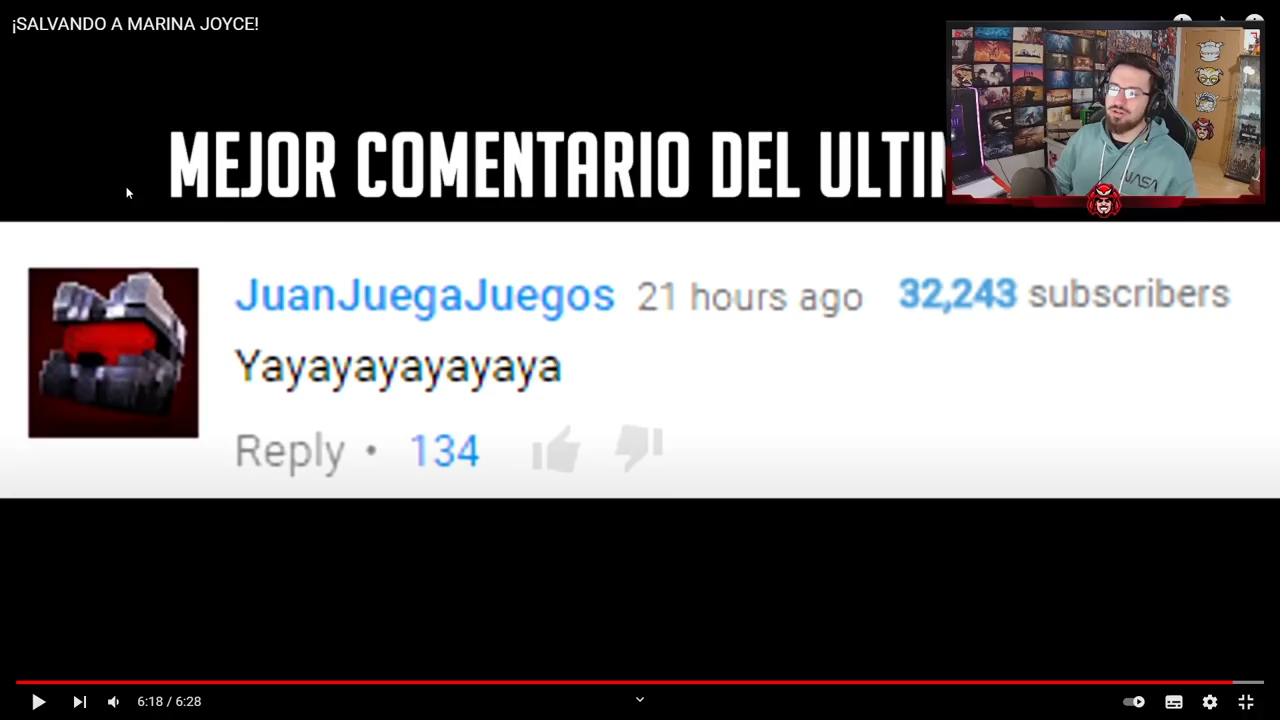 ¡SALVANDO A MARINA JOYCE!
MEJOR COMENTARIO DEL
JuanJuegaJuegos 21 hours ago 32,243 subscribers
Yayayayayayaya
Reply • 134
6:18 / 6:28
NASA